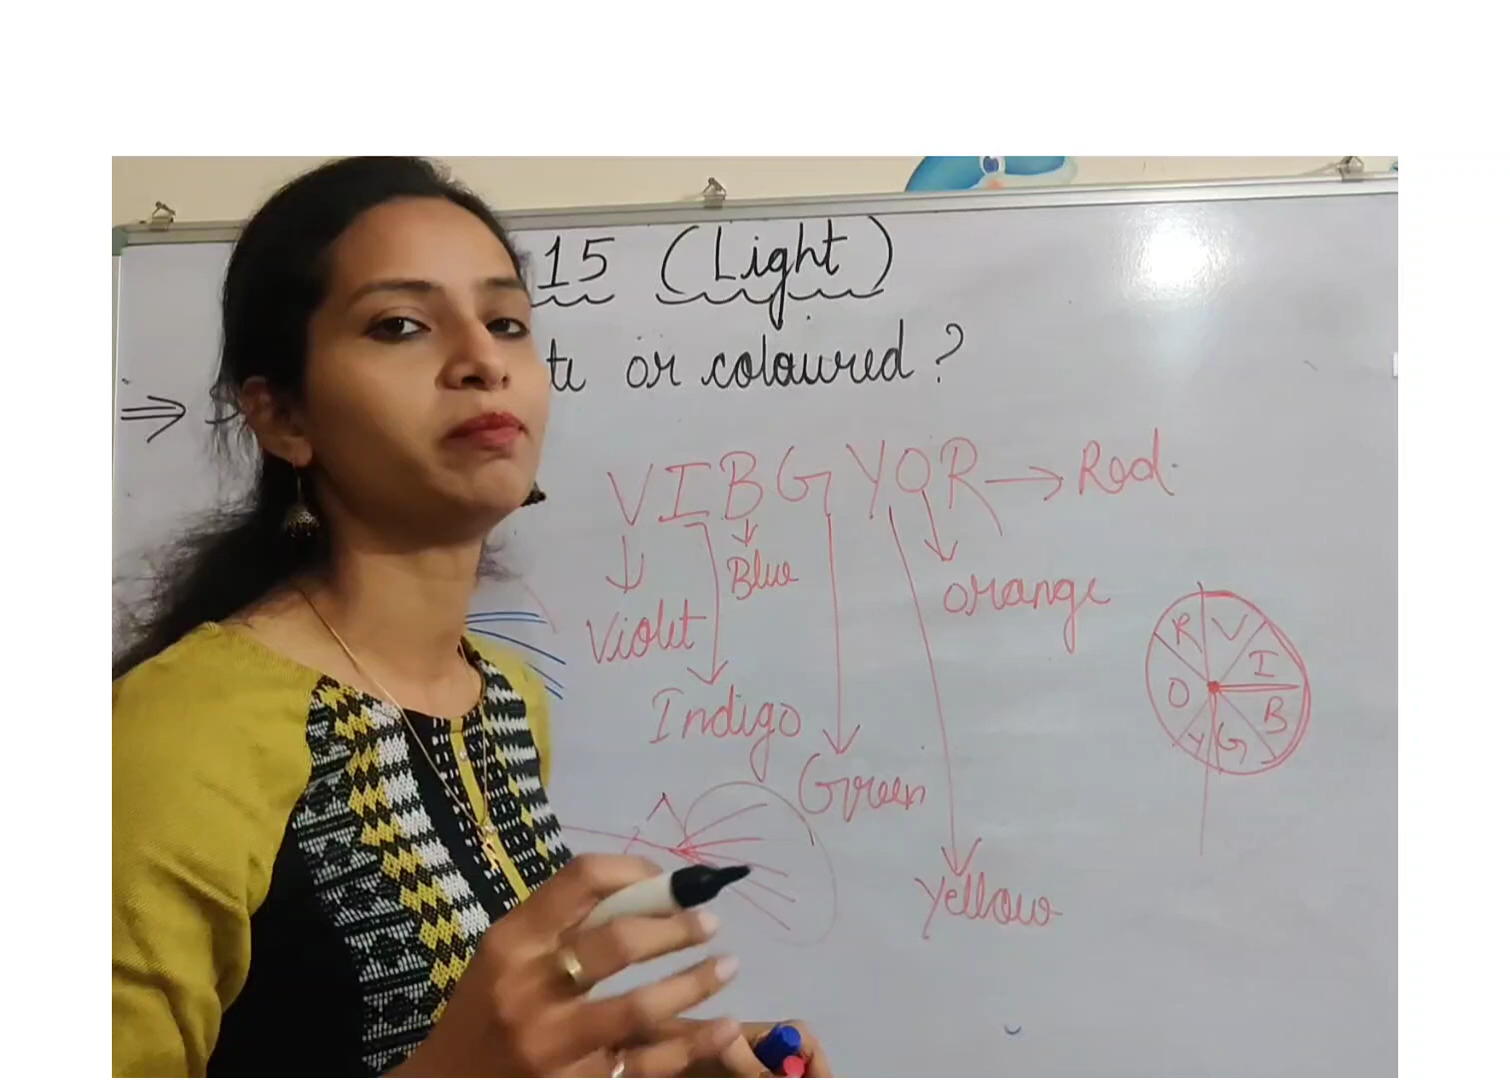 15 (Light)
or coloured ?
VIBGYOR → Red
Blue
orange
Violet
Indigo
Green
Yellow
R V
O I
B
Y G